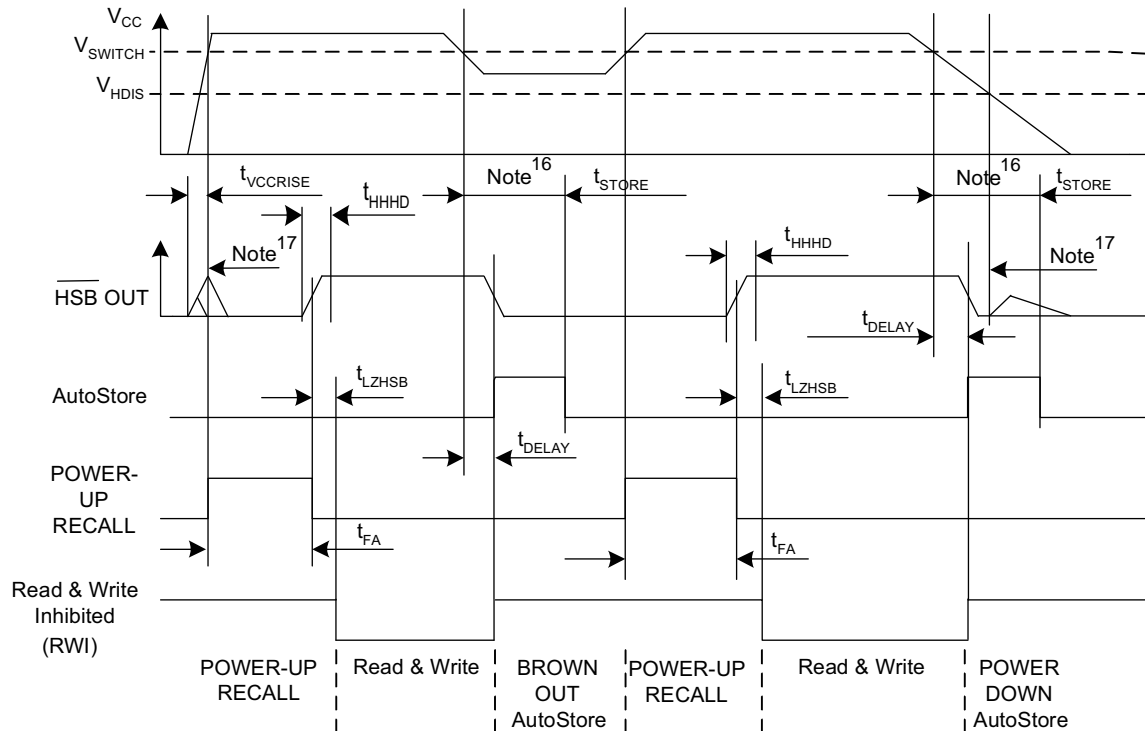 VCC
VSWITCH
VHDIS
tVCCRISE
Note16
tSTORE
Note16
tSTORE
tHHHD
Note17
tHHHD
Note17
HSB OUT
tDELAY
tLZHSB
tLZHSB
AutoStore
tDELAY
POWER-
UP
RECALL
tFA
tFA
Read & Write
Inhibited
(RWI)
POWER-UP
RECALL
Read & Write
BROWN
OUT
AutoStore
POWER-UP
RECALL
Read & Write
POWER
DOWN
AutoStore